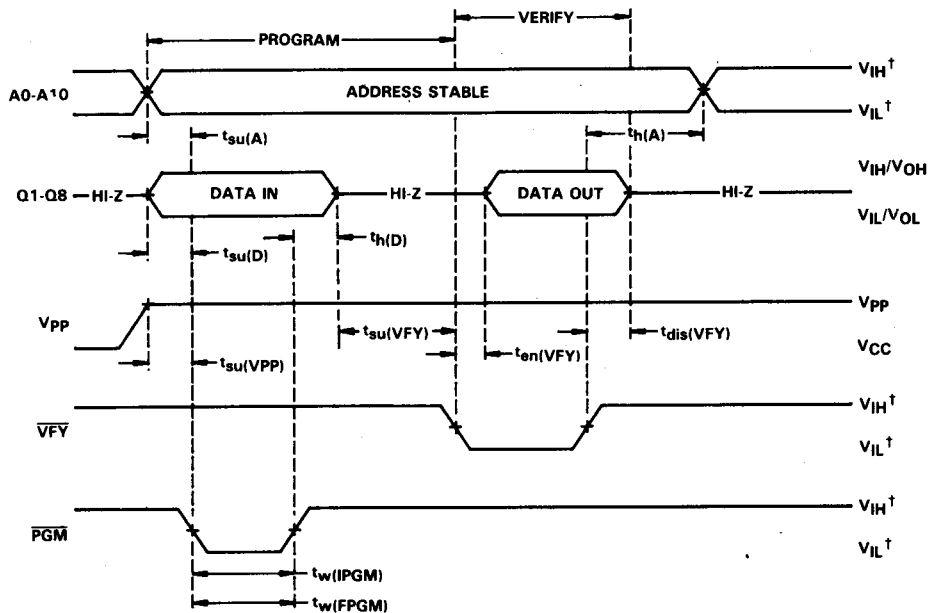 VERIFY
PROGRAM
A0-A10 ADDRESS STABLE VIH†
VIL†
tsu(A) th(A)
VIH/VOH
Q1-Q8 HI-Z DATA IN HI-Z DATA OUT HI-Z
VIL/VOL
tsu(D) th(D)
VPP VPP
tsu(VFY) tdis(VFY)
VCC
tsu(VPP) ten(VFY)
VFY VIH†
VIL†
PGM VIH†
VIL†
tw(IPGM)
tw(FPGM)